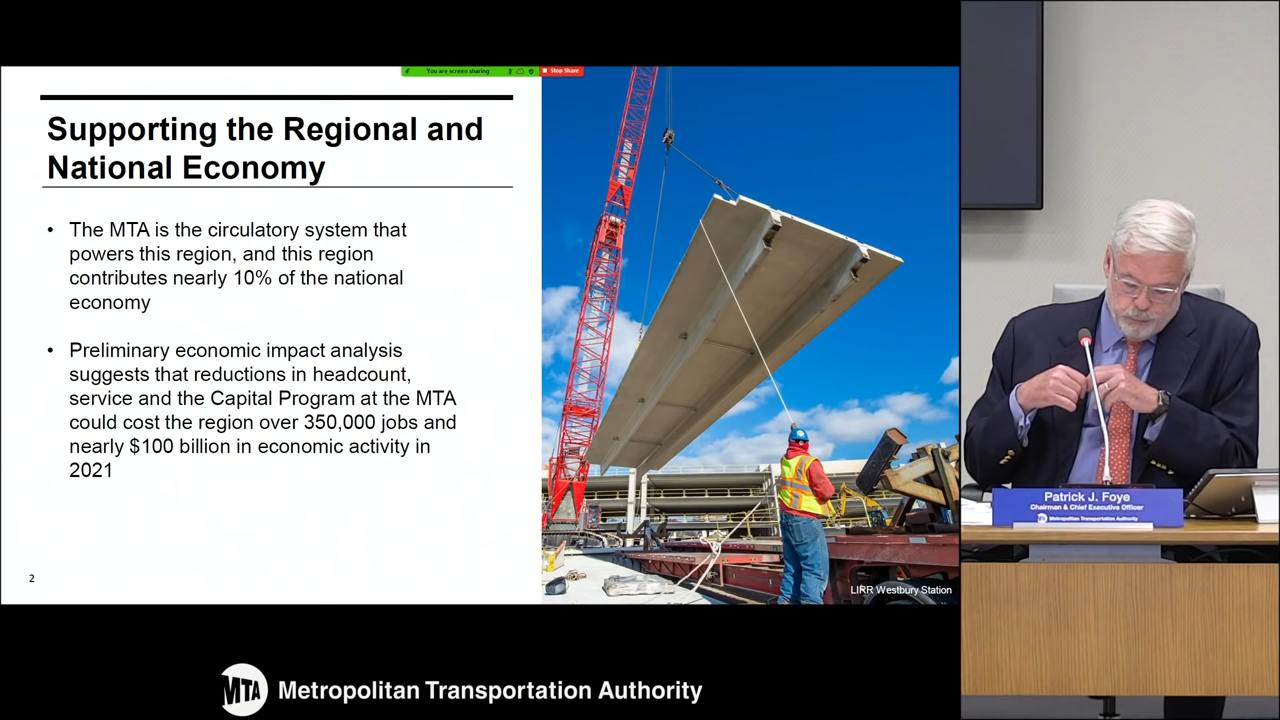 You are screen sharing
Stop Share
Supporting the Regional and
National Economy
• The MTA is the circulatory system that
powers this region, and this region
contributes nearly 10% of the national
economy
• Preliminary economic impact analysis
suggests that reductions in headcount,
service and the Capital Program at the MTA
could cost the region over 350,000 jobs and
nearly $100 billion in economic activity in
2021
2
LIRR Westbury Station
Patrick J. Foye
Chairman & Chief Executive Officer
Metropolitan Transportation Authority
MTA Metropolitan Transportation Authority